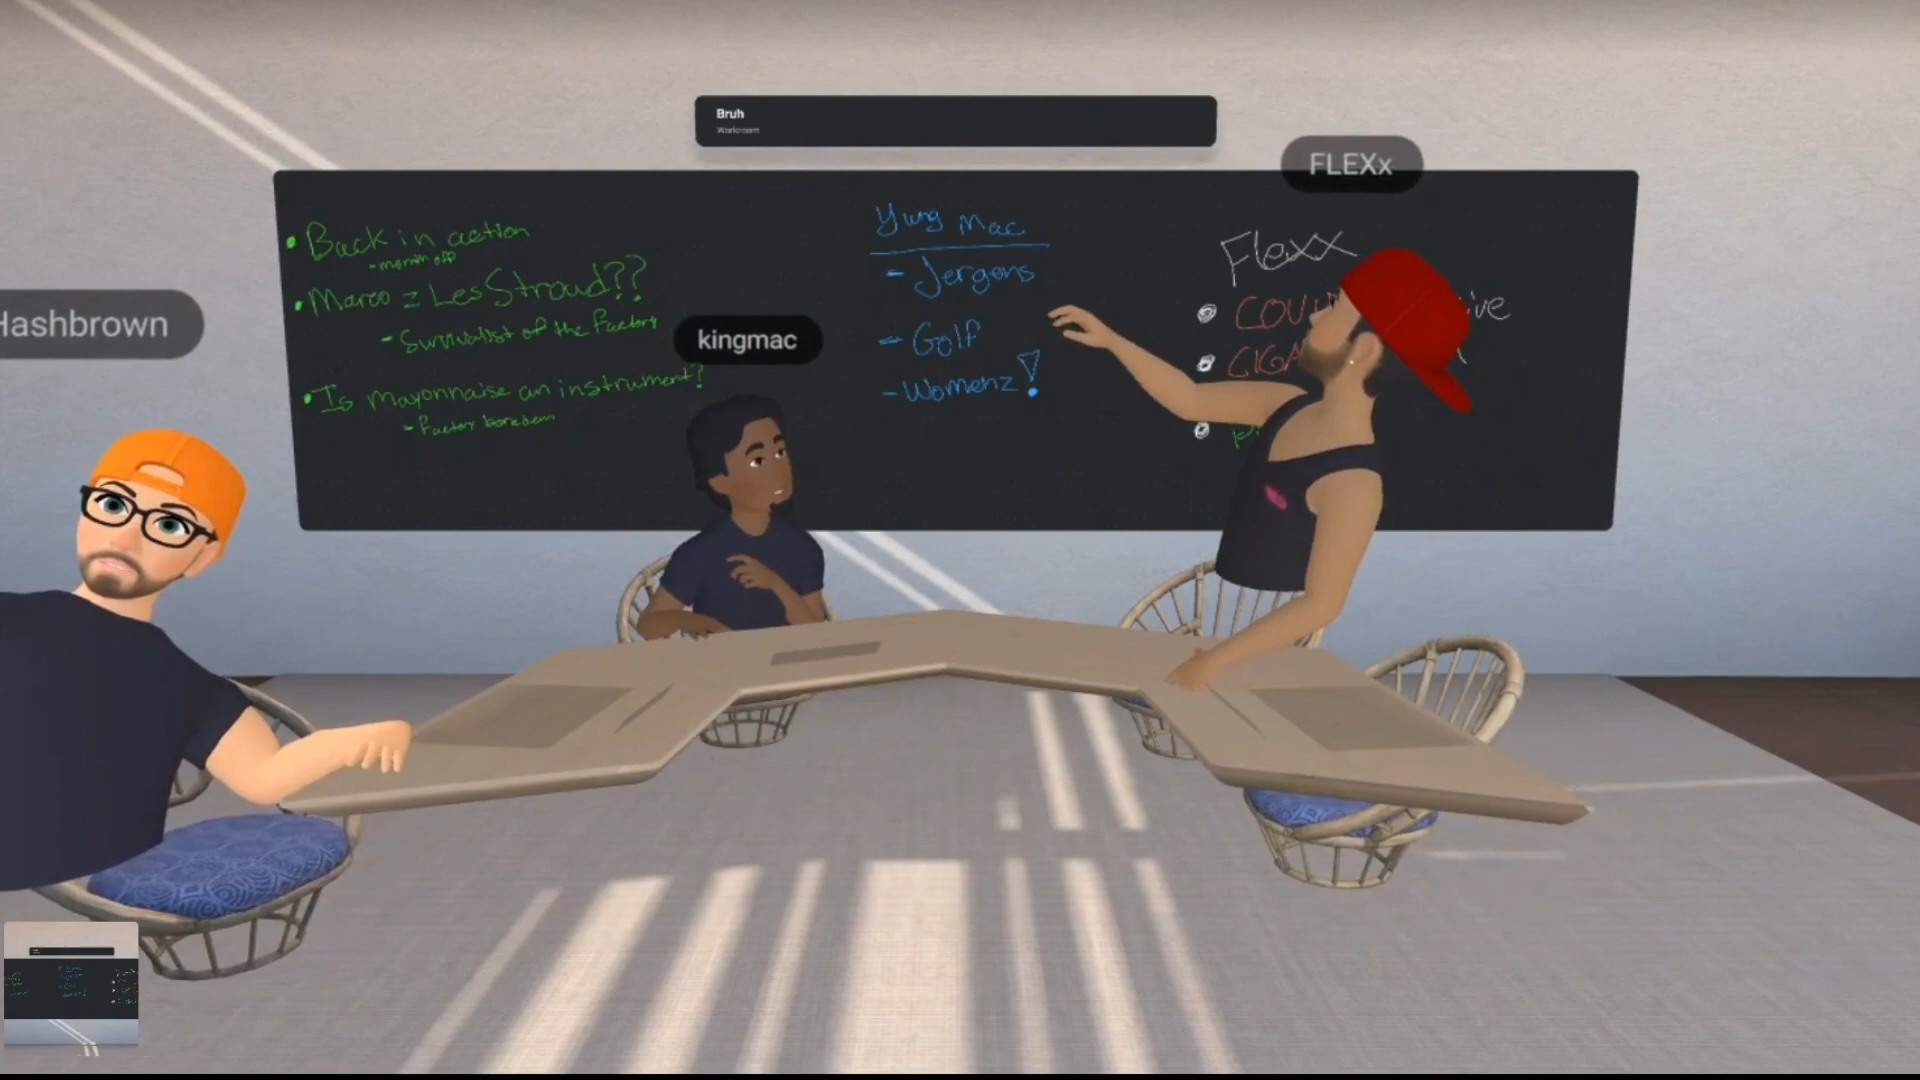 Bruh
Workroom
FLEXx
Hashbrown
kingmac
• Back in action
- month off
• Marco z Les Stroud??
- Survivalist of the Factory
• Is mayonnaise an instrument?
- Factory boredom
Yung Mac
- Jergens
- Golf
- Womenz!
Flexx